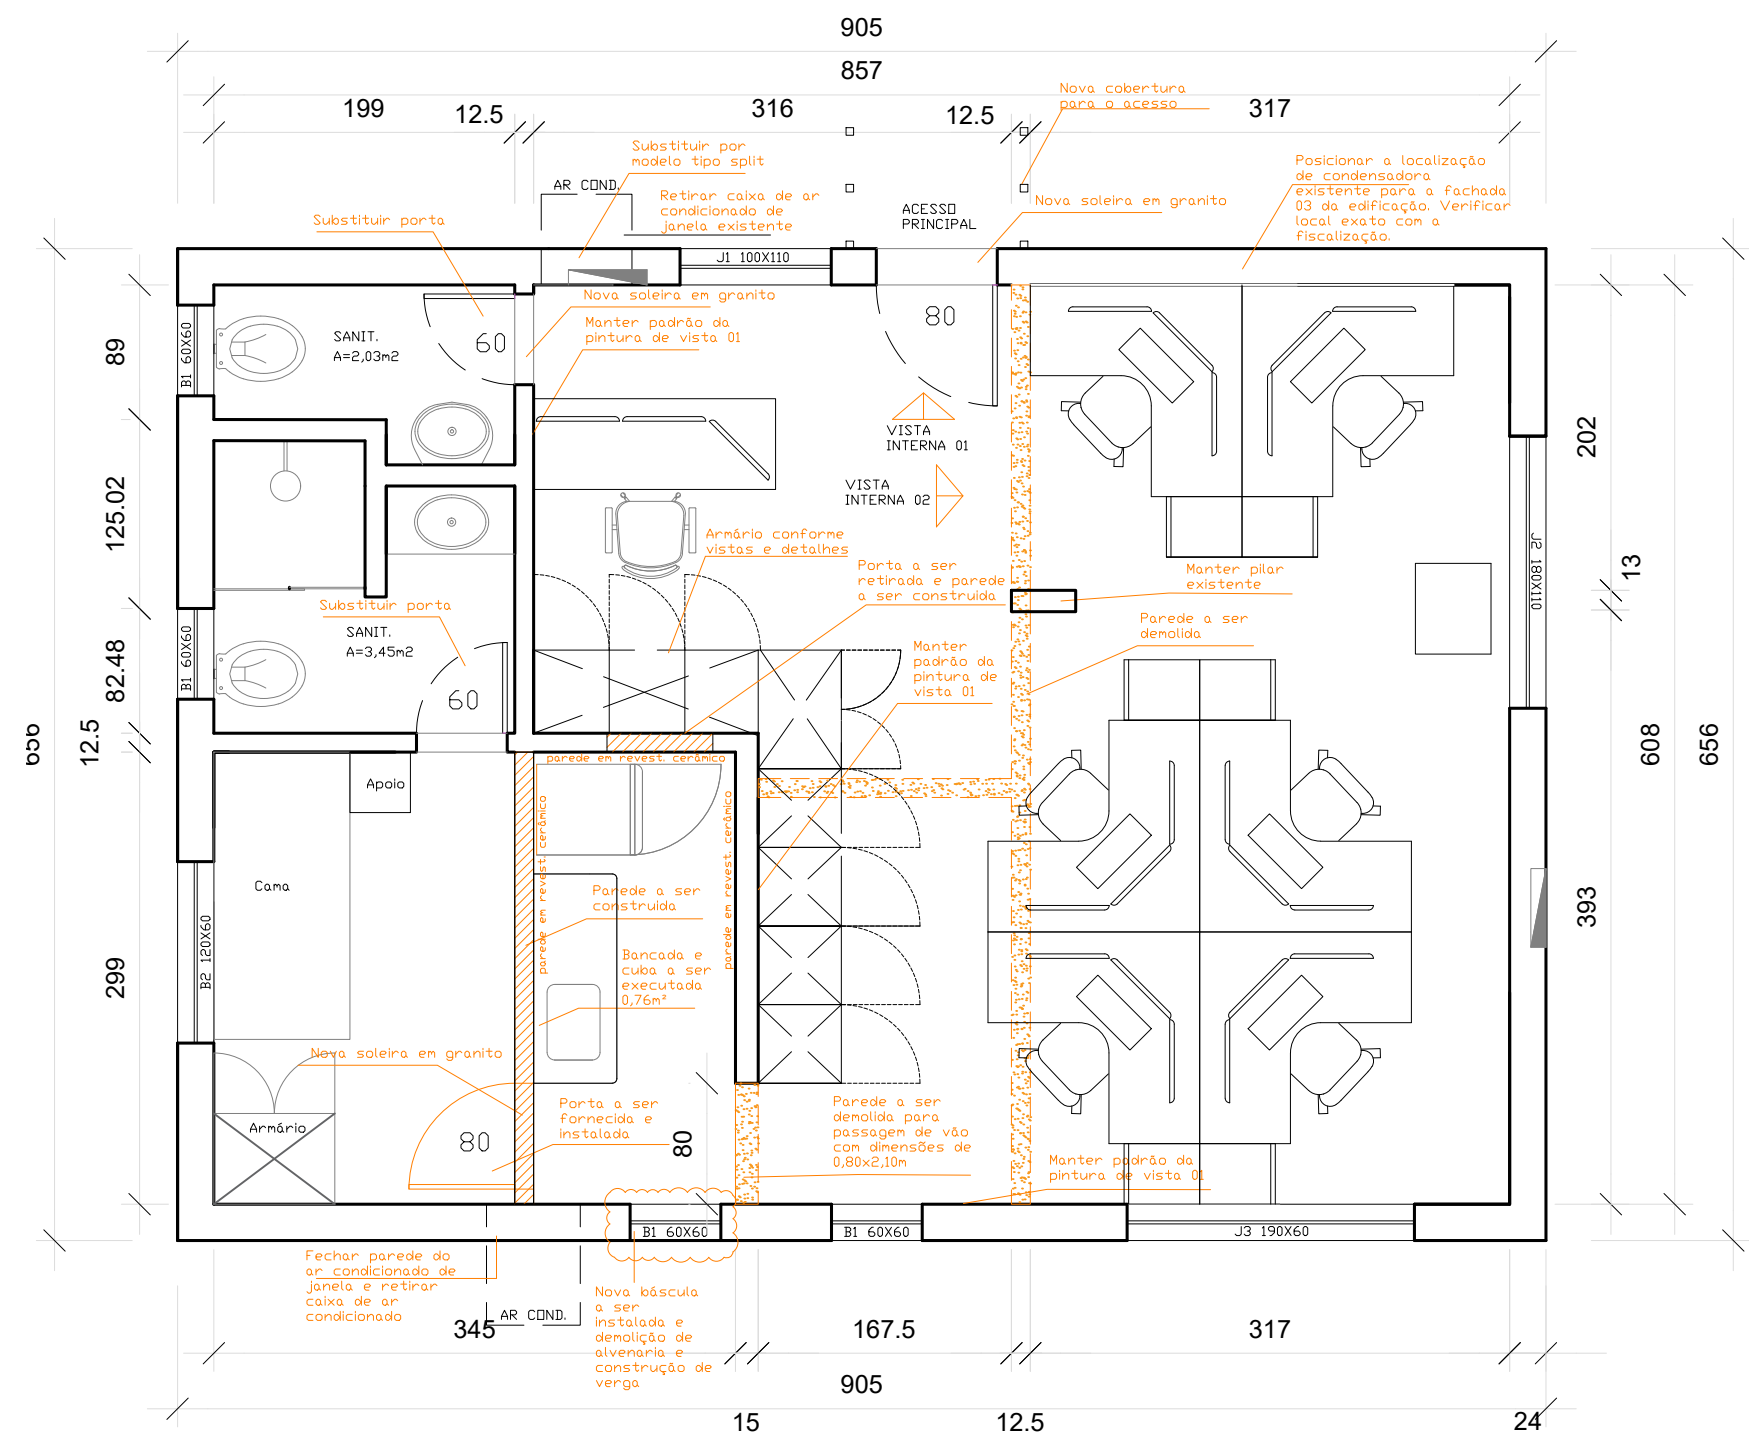 905
857
199
12.5
316
12.5
317
Nova cobertura
para o acesso
Substituir por
modelo tipo split
AR COND.
Retirar caixa de ar
condicionado de
janela existente
ACESSO
PRINCIPAL
Nova soleira em granito
Posicionar a localização
de condensadora
existente para a fachada
03 da edificação. Verificar
local exato com a
fiscalização.
Substituir porta
J1 100X110
Nova soleira em granito
Manter padrão da
pintura de vista 01
B1 60X60
SANIT.
A=2,03m2
60
80
VISTA
INTERNA 01
VISTA
INTERNA 02
89
125.02
82.48
12.5
299
656
202
13
608
656
393
J2 180X110
Armário conforme
vistas e detalhes
Porta a ser
retirada e parede
a ser construida
Manter pilar
existente
Parede a ser
demolida
Substituir porta
B1 60X60
SANIT.
A=3,45m2
60
Manter
padrão da
pintura de
vista 01
parede em revest. cerâmico
parede em revest. cerâmico
parede em revest. cerâmico
Apoio
Cama
B2 120X60
Parede a ser
construida
Bancada e
cuba a ser
executada
0,76m²
Nova soleira em granito
Armário
80
Porta a ser
fornecida e
instalada
80
Parede a ser
demolida para
passagem de vão
com dimensões de
0,80x2,10m
Manter padrão da
pintura de vista 01
B1 60X60
B1 60X60
J3 190X60
Fechar parede do
ar condicionado de
janela e retirar
caixa de ar
condicionado
AR COND.
Nova báscula
a ser
instalada e
demolição de
alvenaria e
construção de
verga
345
167.5
317
905
15
12.5
24